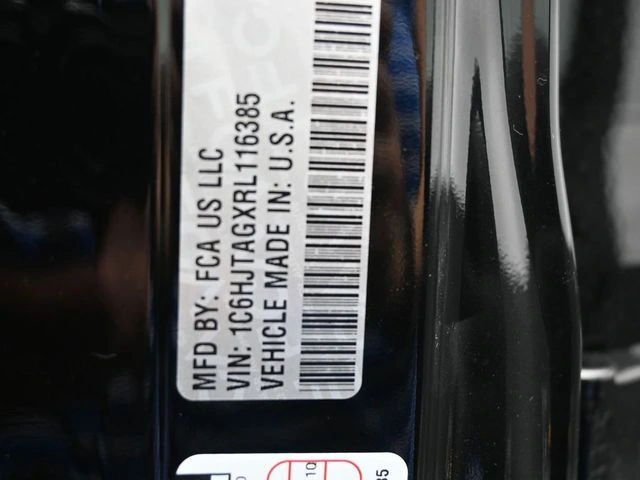 MFD BY: FCA US LLC
VIN: 1C6HJTAGXRL116385
VEHICLE MADE IN: U.S.A.